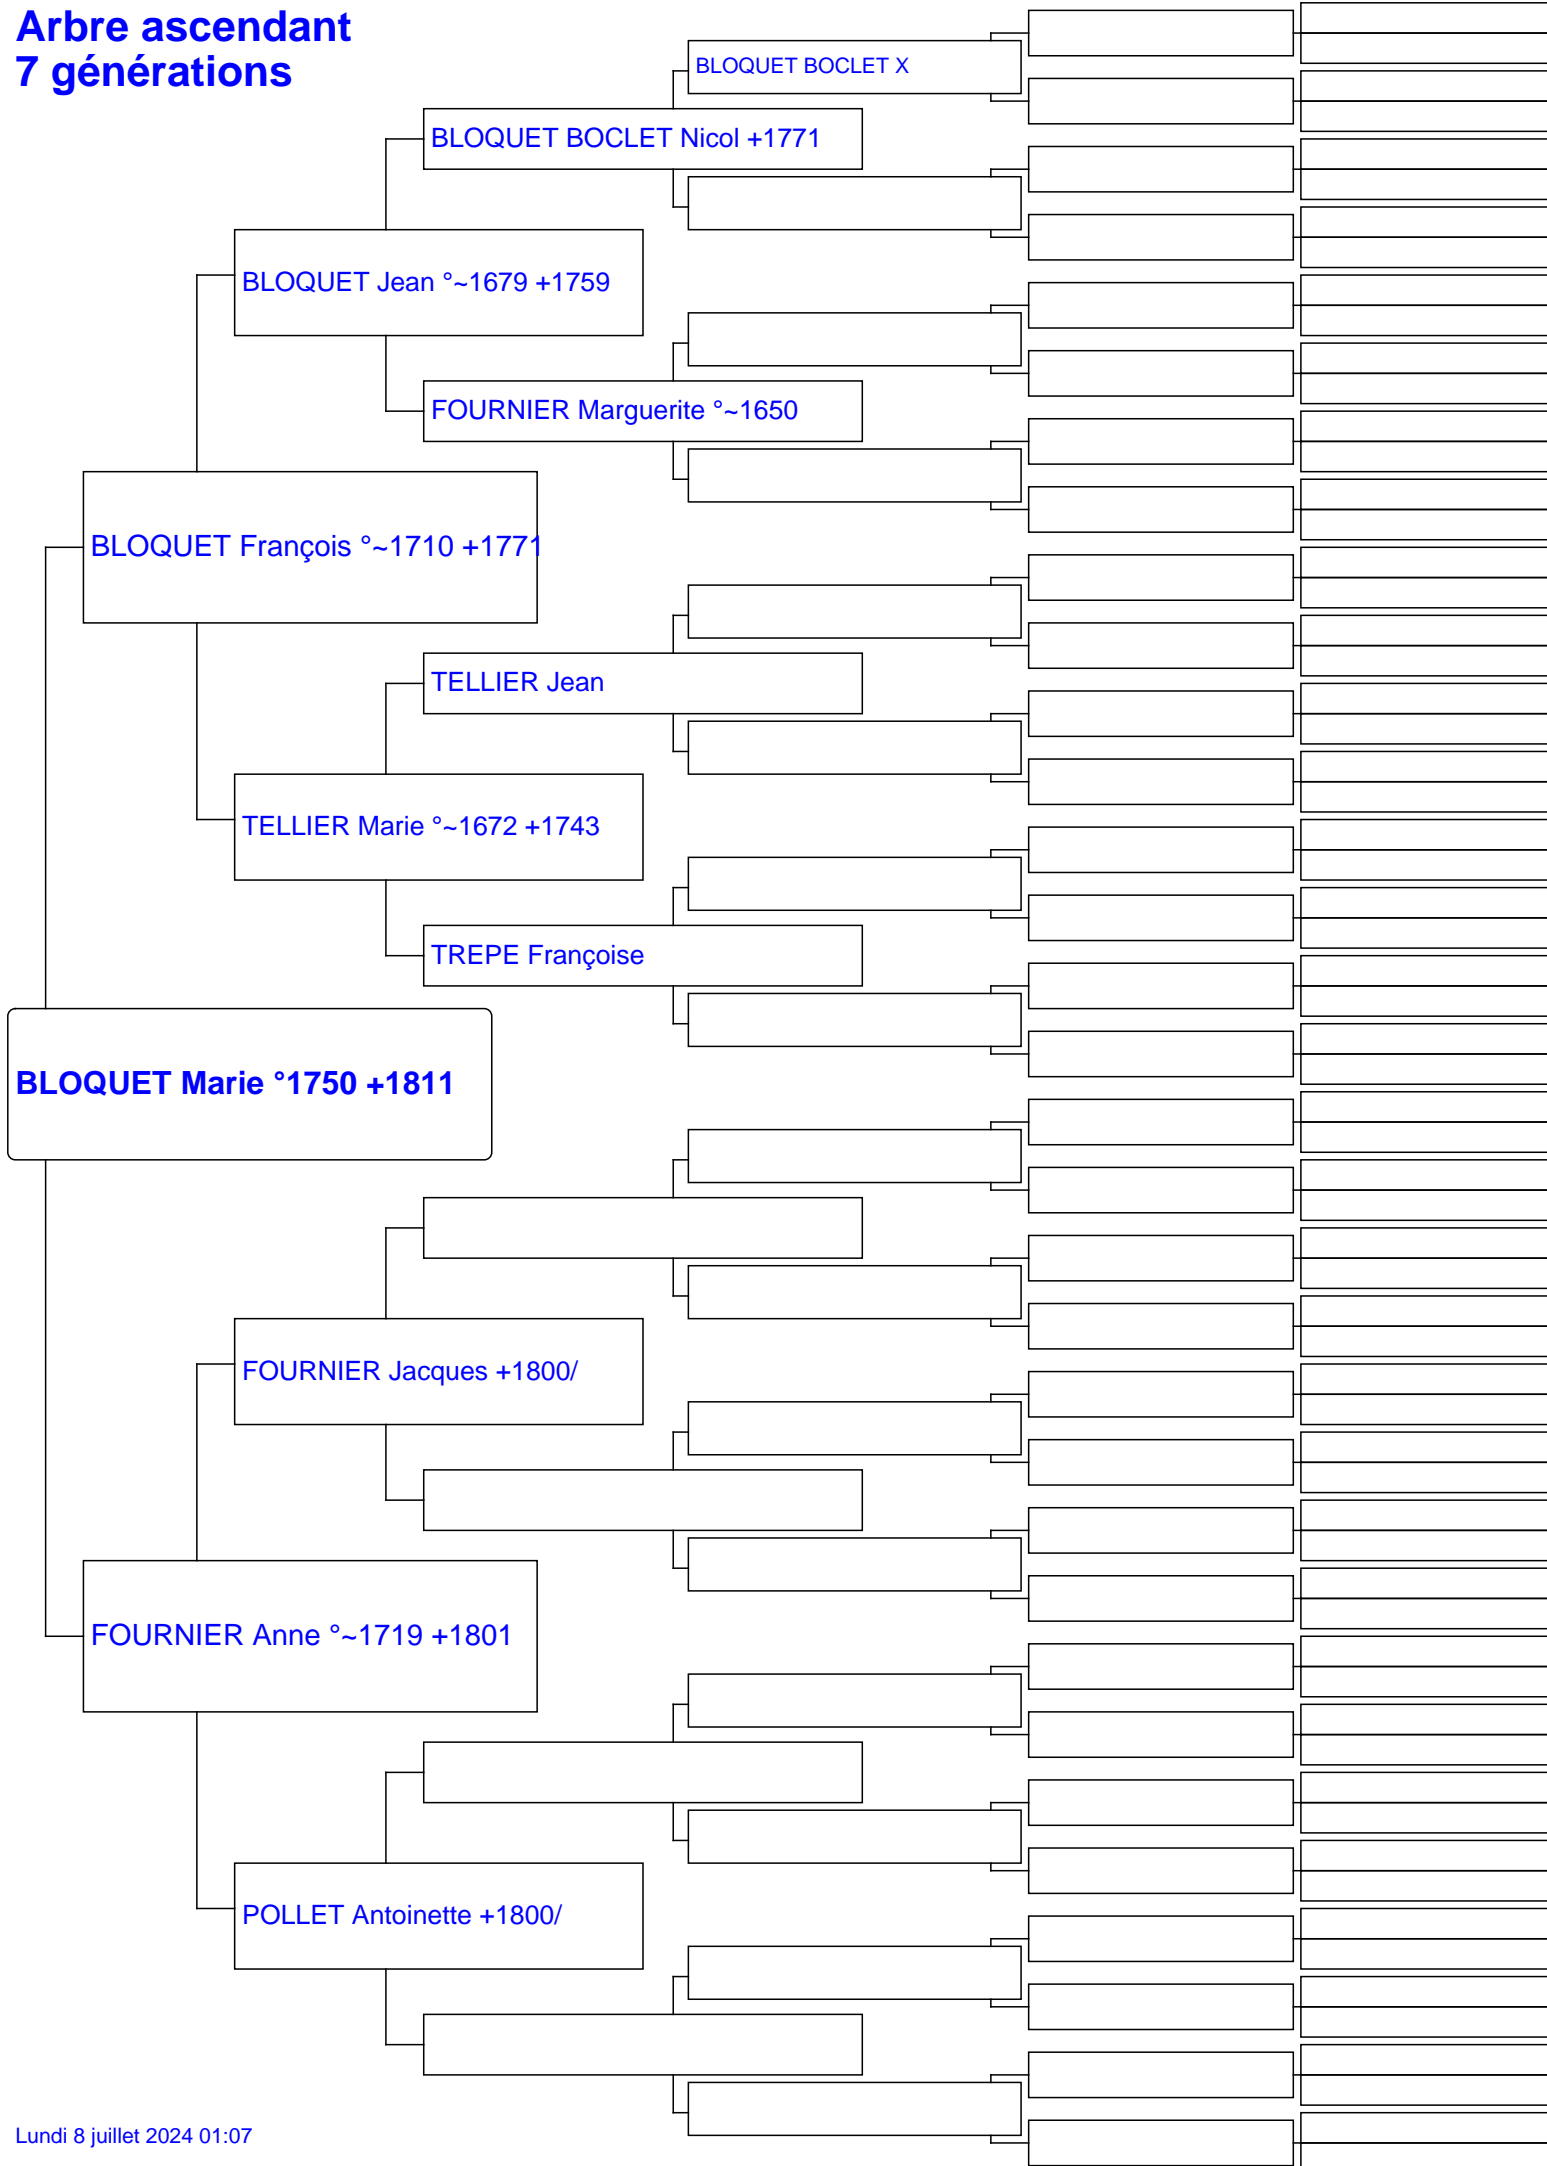 Arbre ascendant
7 générations
BLOQUET BOCLET X
BLOQUET BOCLET Nicol +1771
BLOQUET Jean °~1679 +1759
FOURNIER Marguerite °~1650
BLOQUET François °~1710 +1771
TELLIER Jean
TELLIER Marie °~1672 +1743
TREPE Françoise
BLOQUET Marie °1750 +1811
FOURNIER Jacques +1800/
FOURNIER Anne °~1719 +1801
POLLET Antoinette +1800/
Lundi 8 juillet 2024 01:07